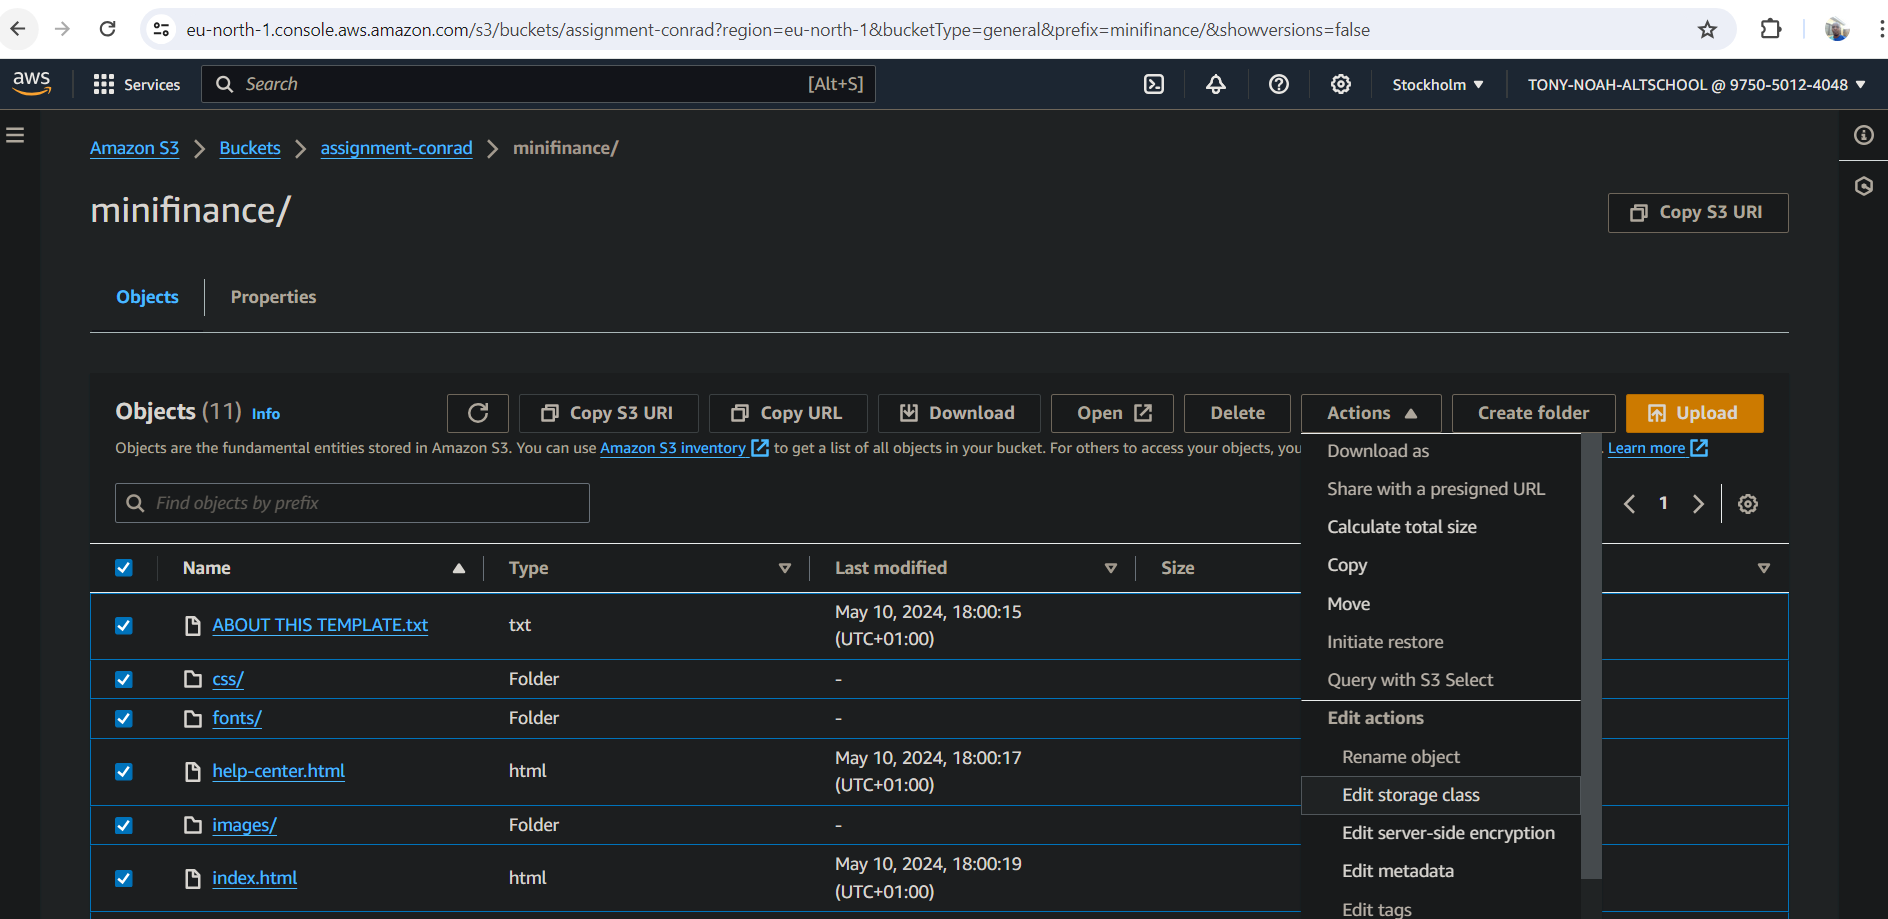 eu-north-1.console.aws.amazon.com/s3/buckets/assignment-conrad?region=eu-north-1&bucketType=general&prefix=minifinance/&showversions=false
aws Services Search [Alt+S] Stockholm ▼ TONY-NOAH-ALTSCHOOL @ 9750-5012-4048 ▼
Amazon S3 > Buckets > assignment-conrad > minifinance/
minifinance/
Copy S3 URI
Objects Properties
Objects (11) Info Copy S3 URI Copy URL Download Open Delete Actions ▲ Create folder Upload
Objects are the fundamental entities stored in Amazon S3. You can use Amazon S3 inventory to get a list of all objects in your bucket. For others to access your objects, you . Learn more
Find objects by prefix
1
Download as
Share with a presigned URL
Calculate total size
Copy
Move
Initiate restore
Query with S3 Select
Edit actions
Rename object
Edit storage class
Edit server-side encryption
Edit metadata
Edit tags
Name Type Last modified Size
ABOUT THIS TEMPLATE.txt txt May 10, 2024, 18:00:15
(UTC+01:00)
css/ Folder -
fonts/ Folder -
help-center.html html May 10, 2024, 18:00:17
(UTC+01:00)
images/ Folder -
index.html html May 10, 2024, 18:00:19
(UTC+01:00)